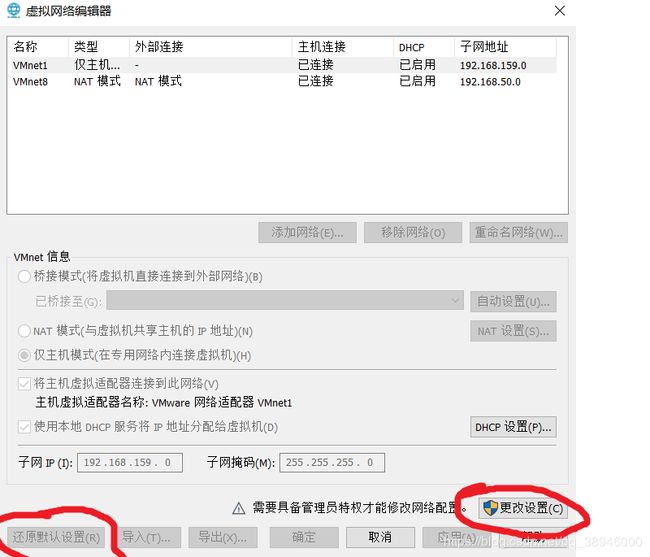 虚拟网络编辑器
名称 类型 外部连接 主机连接 DHCP 子网地址
VMnet1 仅主机... - 已连接 已启用 192.168.159.0
VMnet8 NAT 模式 NAT 模式 已连接 已启用 192.168.50.0
添加网络(E)... 移除网络(O) 重命名网络(W)...
VMnet 信息
桥接模式(将虚拟机直接连接到外部网络)(B)
已桥接至(G): 自动设置(U)...
NAT 模式(与虚拟机共享主机的 IP 地址)(N) NAT 设置(S)...
仅主机模式(在专用网络内连接虚拟机)(H)
将主机虚拟适配器连接到此网络(V)
主机虚拟适配器名称: VMware 网络适配器 VMnet1
使用本地 DHCP 服务将 IP 地址分配给虚拟机(D) DHCP 设置(P)...
子网 IP (I): 192.168.159. 0 子网掩码(M): 255.255.255. 0
需要具备管理员特权才能修改网络配置。 更改设置(C)
还原默认设置(R) 导入(T)... 导出(X)... 确定 取消 应用(A) 帮助
https://blog.csdn.net/qq_38946000